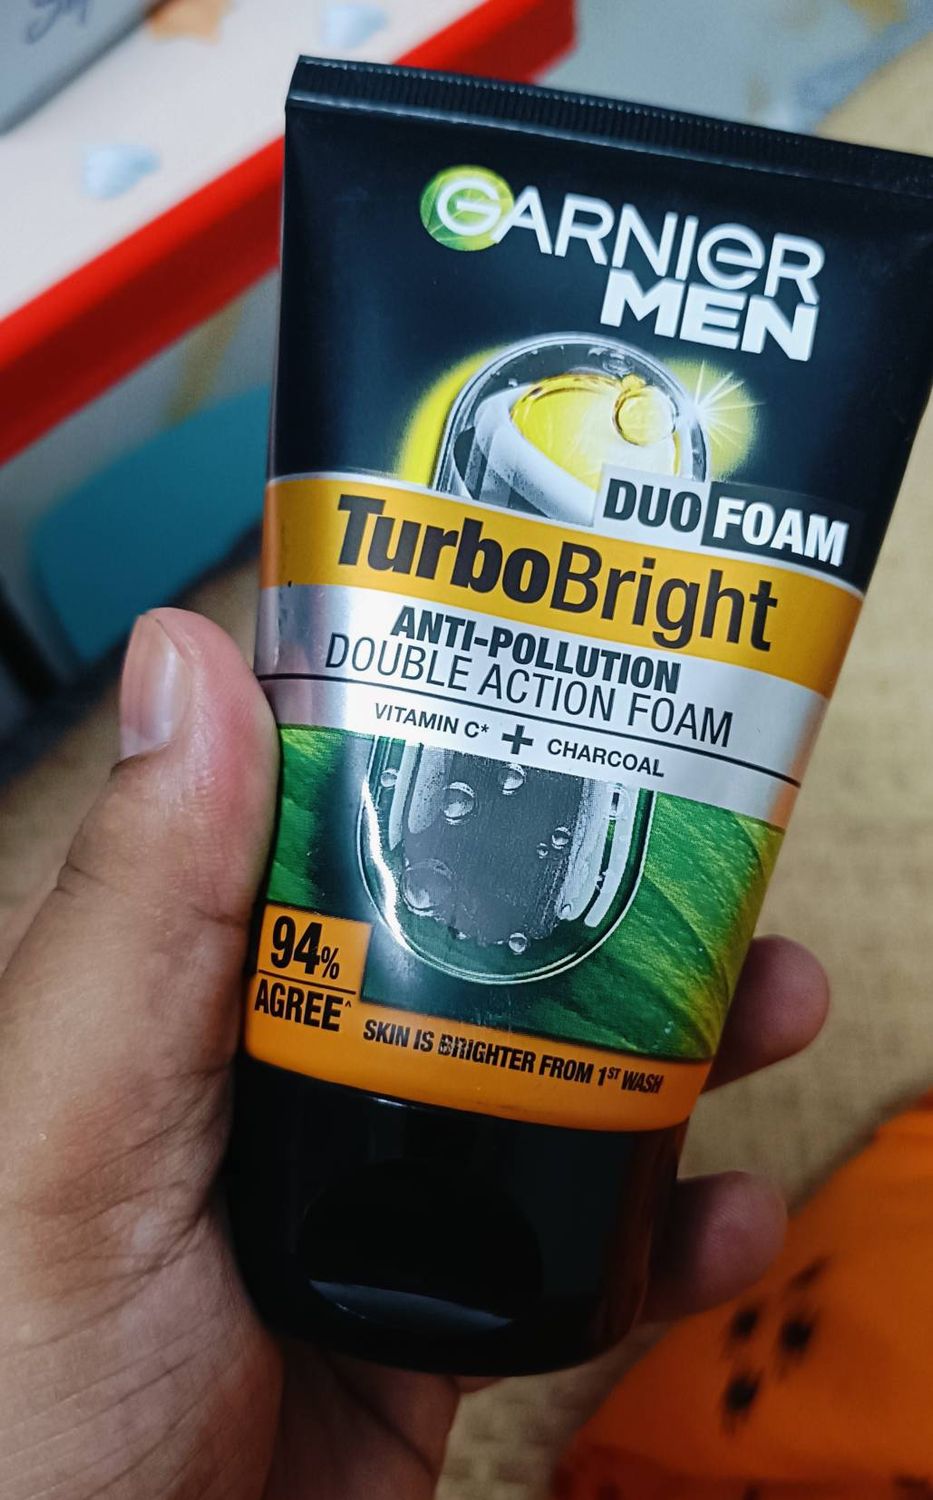 GARNIER
MEN
DUO FOAM
TurboBright
ANTI-POLLUTION
DOUBLE ACTION FOAM
VITAMIN C* + CHARCOAL
94%
AGREE^
SKIN IS BRIGHTER FROM 1ST WASH